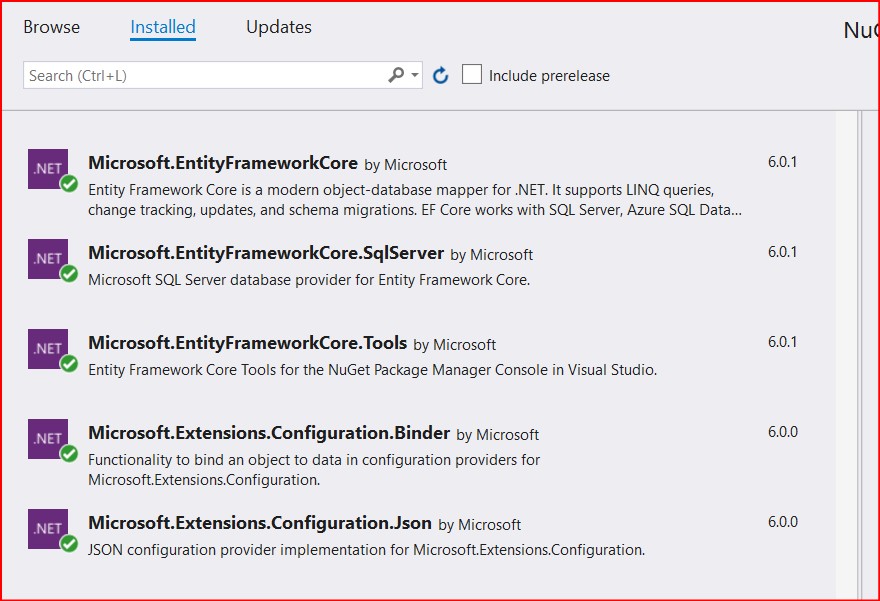 Browse Installed Updates NuG
Search (Ctrl+L) Include prerelease
.NET Microsoft.EntityFrameworkCore by Microsoft 6.0.1
Entity Framework Core is a modern object-database mapper for .NET. It supports LINQ queries,
change tracking, updates, and schema migrations. EF Core works with SQL Server, Azure SQL Data...
.NET Microsoft.EntityFrameworkCore.SqlServer by Microsoft 6.0.1
Microsoft SQL Server database provider for Entity Framework Core.
.NET Microsoft.EntityFrameworkCore.Tools by Microsoft 6.0.1
Entity Framework Core Tools for the NuGet Package Manager Console in Visual Studio.
.NET Microsoft.Extensions.Configuration.Binder by Microsoft 6.0.0
Functionality to bind an object to data in configuration providers for
Microsoft.Extensions.Configuration.
.NET Microsoft.Extensions.Configuration.Json by Microsoft 6.0.0
JSON configuration provider implementation for Microsoft.Extensions.Configuration.